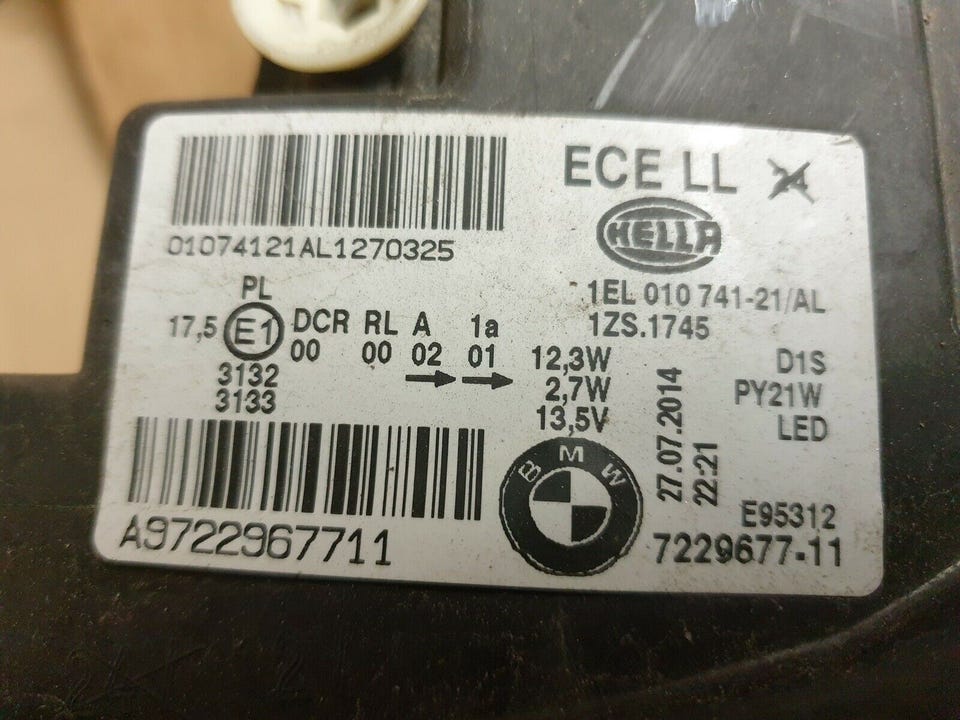 ECE LL
HELLA
01074121AL1270325
1EL 010 741-21/AL
1ZS.1745
PL
17,5 E1 DCR RL A 1a
00 00 02 01
3132
3133
12,3W
2,7W
13,5V
27.07.2014
22:21
D1S
PY21W
LED
A9722967711
BMW
E95312
7229677-11